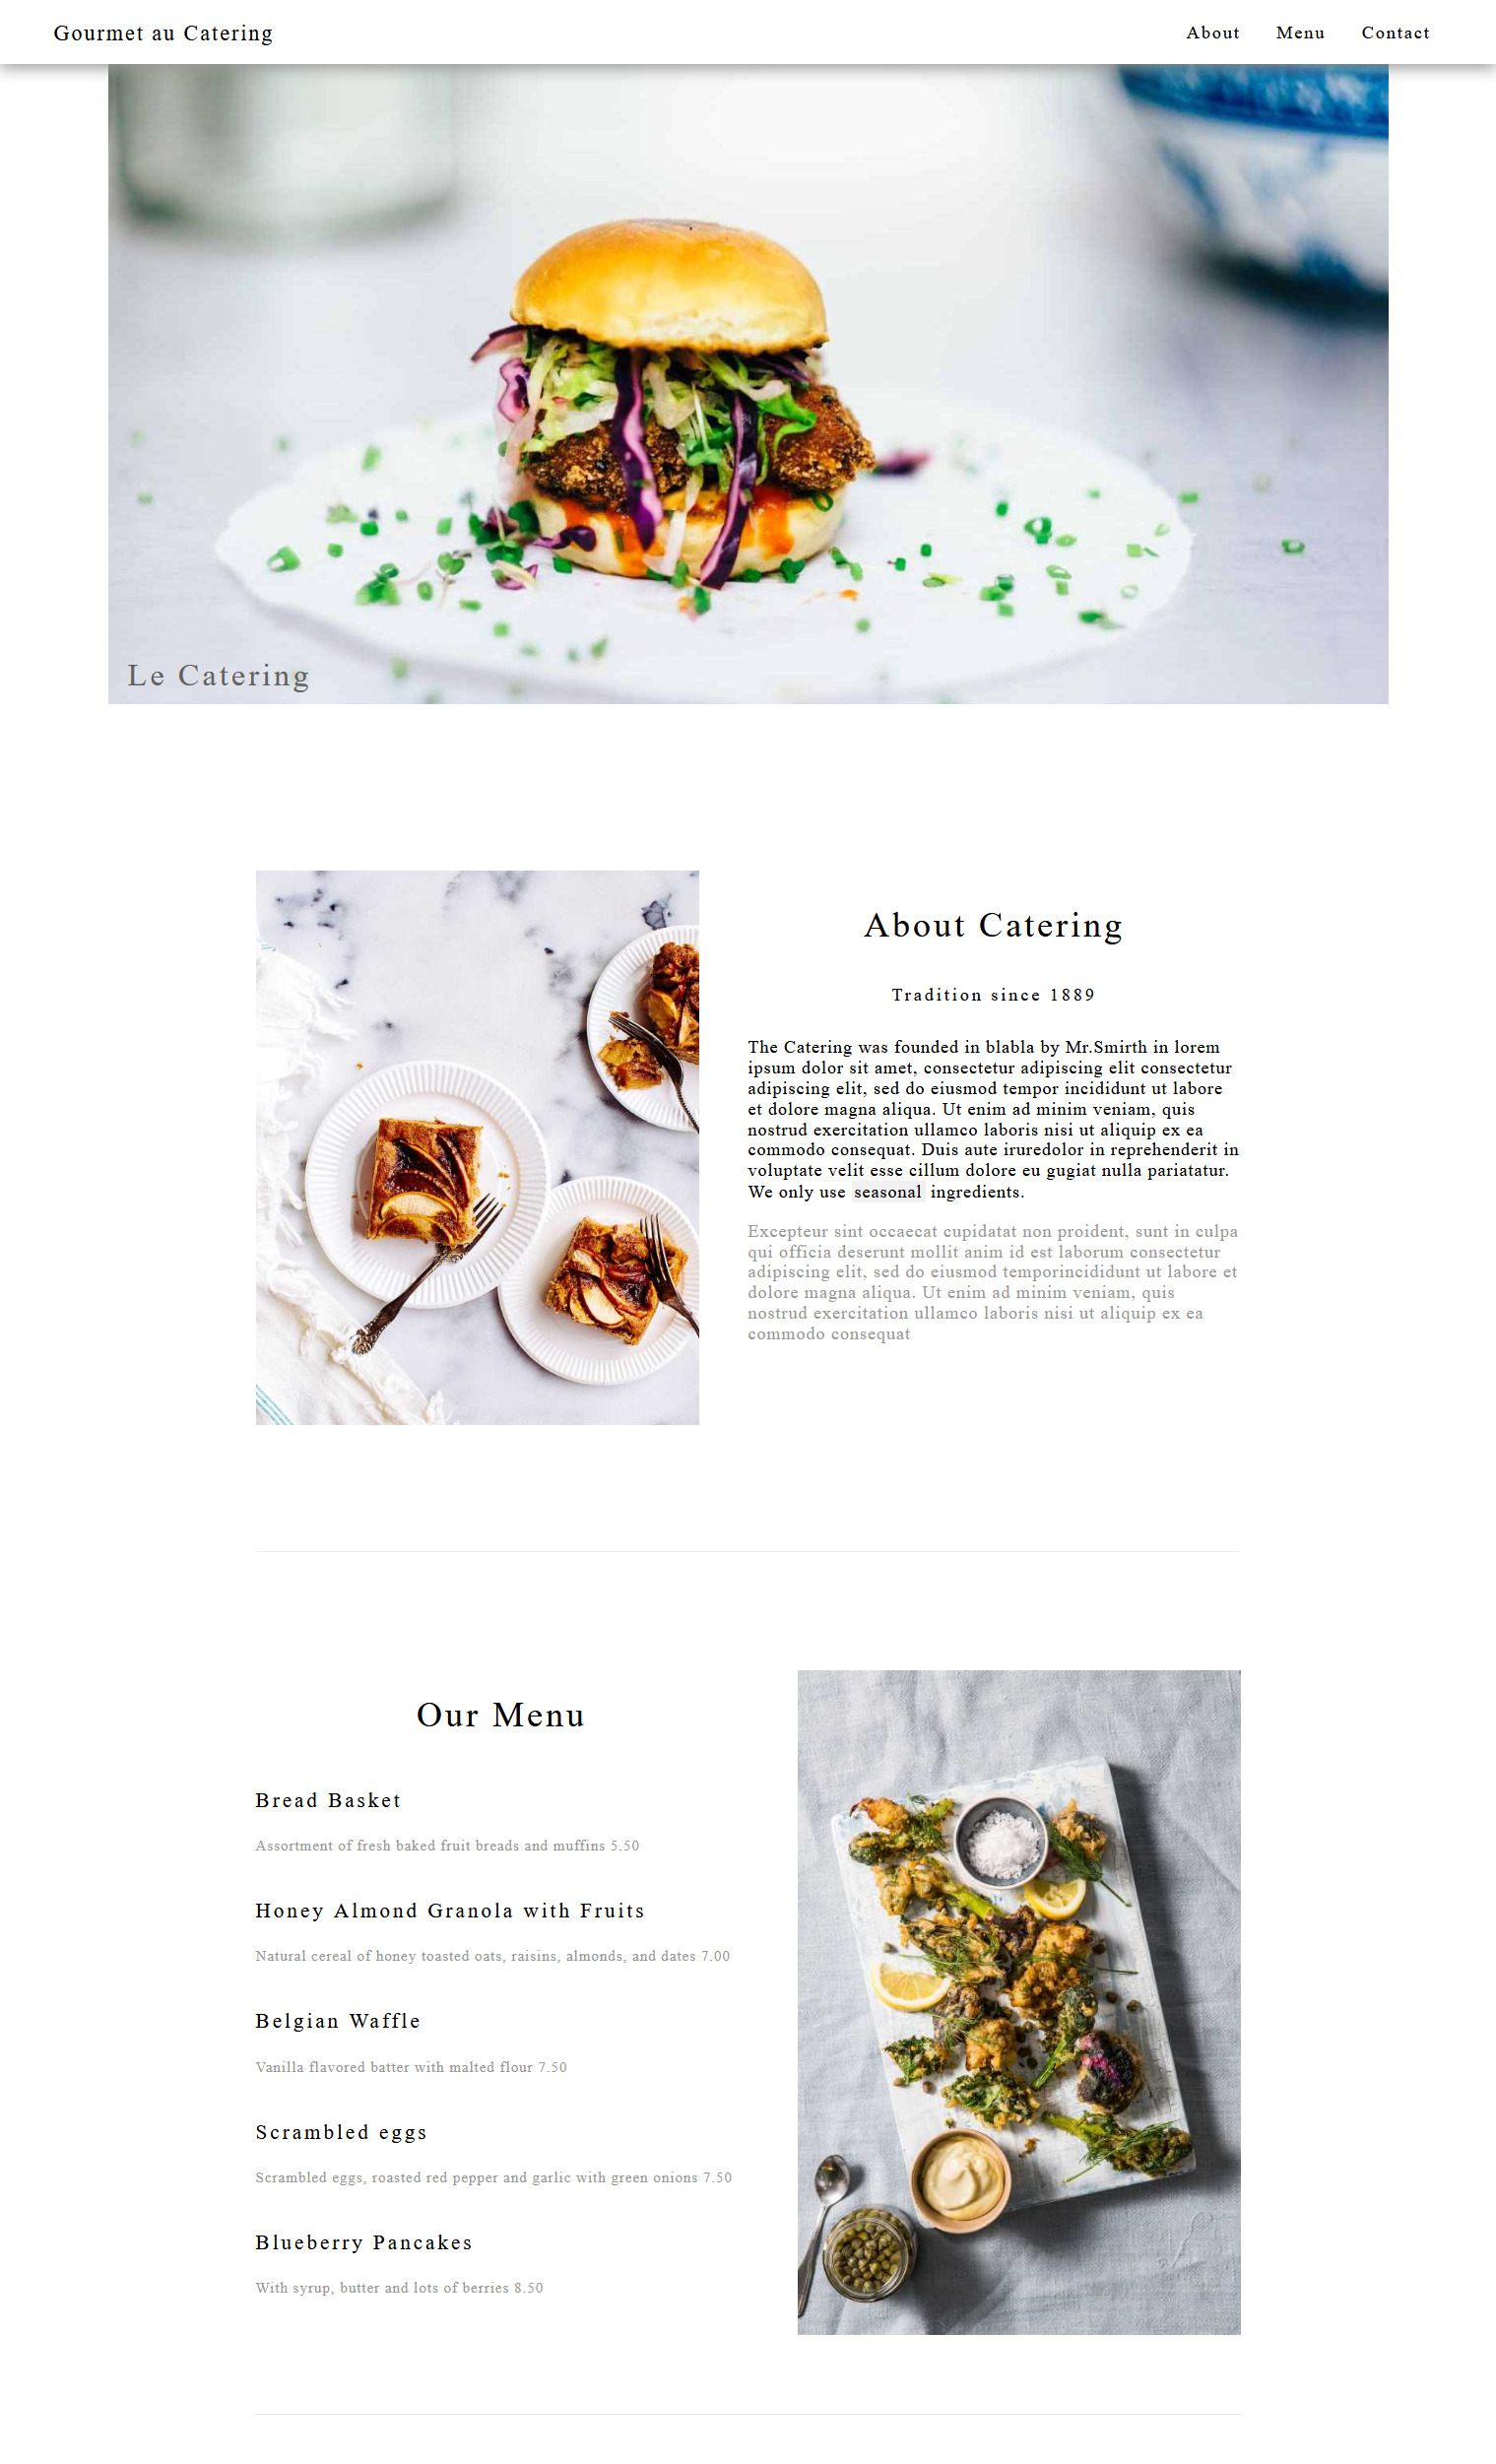 Gourmet au Catering
About Menu Contact
Le Catering
About Catering
Tradition since 1889
The Catering was founded in blabla by Mr.Smirth in lorem
ipsum dolor sit amet, consectetur adipiscing elit consectetur
adipiscing elit, sed do eiusmod tempor incididunt ut labore
et dolore magna aliqua. Ut enim ad minim veniam, quis
nostrud exercitation ullamco laboris nisi ut aliquip ex ea
commodo consequat. Duis aute iruredolor in reprehenderit in
voluptate velit esse cillum dolore eu gugiat nulla pariatatur.
We only use seasonal ingredients.
Excepteur sint occaecat cupidatat non proident, sunt in culpa
qui officia deserunt mollit anim id est laborum consectetur
adipiscing elit, sed do eiusmod temporincididunt ut labore et
dolore magna aliqua. Ut enim ad minim veniam, quis
nostrud exercitation ullamco laboris nisi ut aliquip ex ea
commodo consequat
Our Menu
Bread Basket
Assortment of fresh baked fruit breads and muffins 5.50
Honey Almond Granola with Fruits
Natural cereal of honey toasted oats, raisins, almonds, and dates 7.00
Belgian Waffle
Vanilla flavored batter with malted flour 7.50
Scrambled eggs
Scrambled eggs, roasted red pepper and garlic with green onions 7.50
Blueberry Pancakes
With syrup, butter and lots of berries 8.50